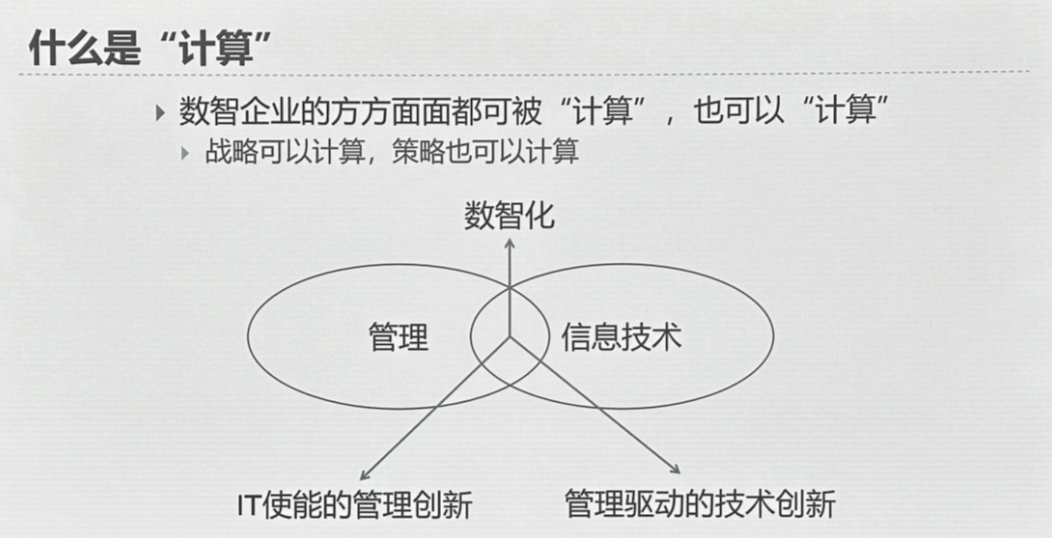 什么是“计算”
数智企业的方方面面都可被“计算”，也可以“计算”
战略可以计算，策略也可以计算
数智化
管理
信息技术
IT使能的管理创新
管理驱动的技术创新